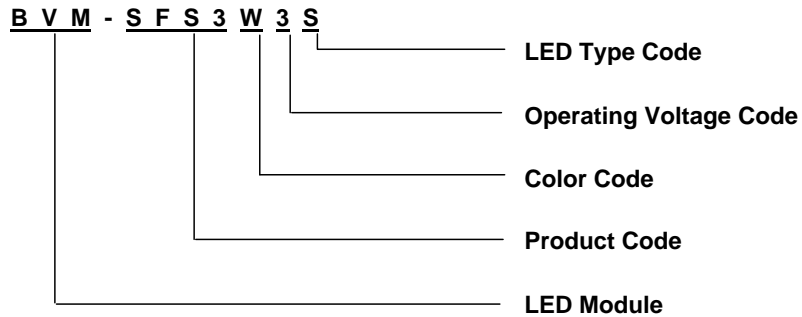 B V M - S F S 3 W 3 S
LED Type Code
Operating Voltage Code
Color Code
Product Code
LED Module